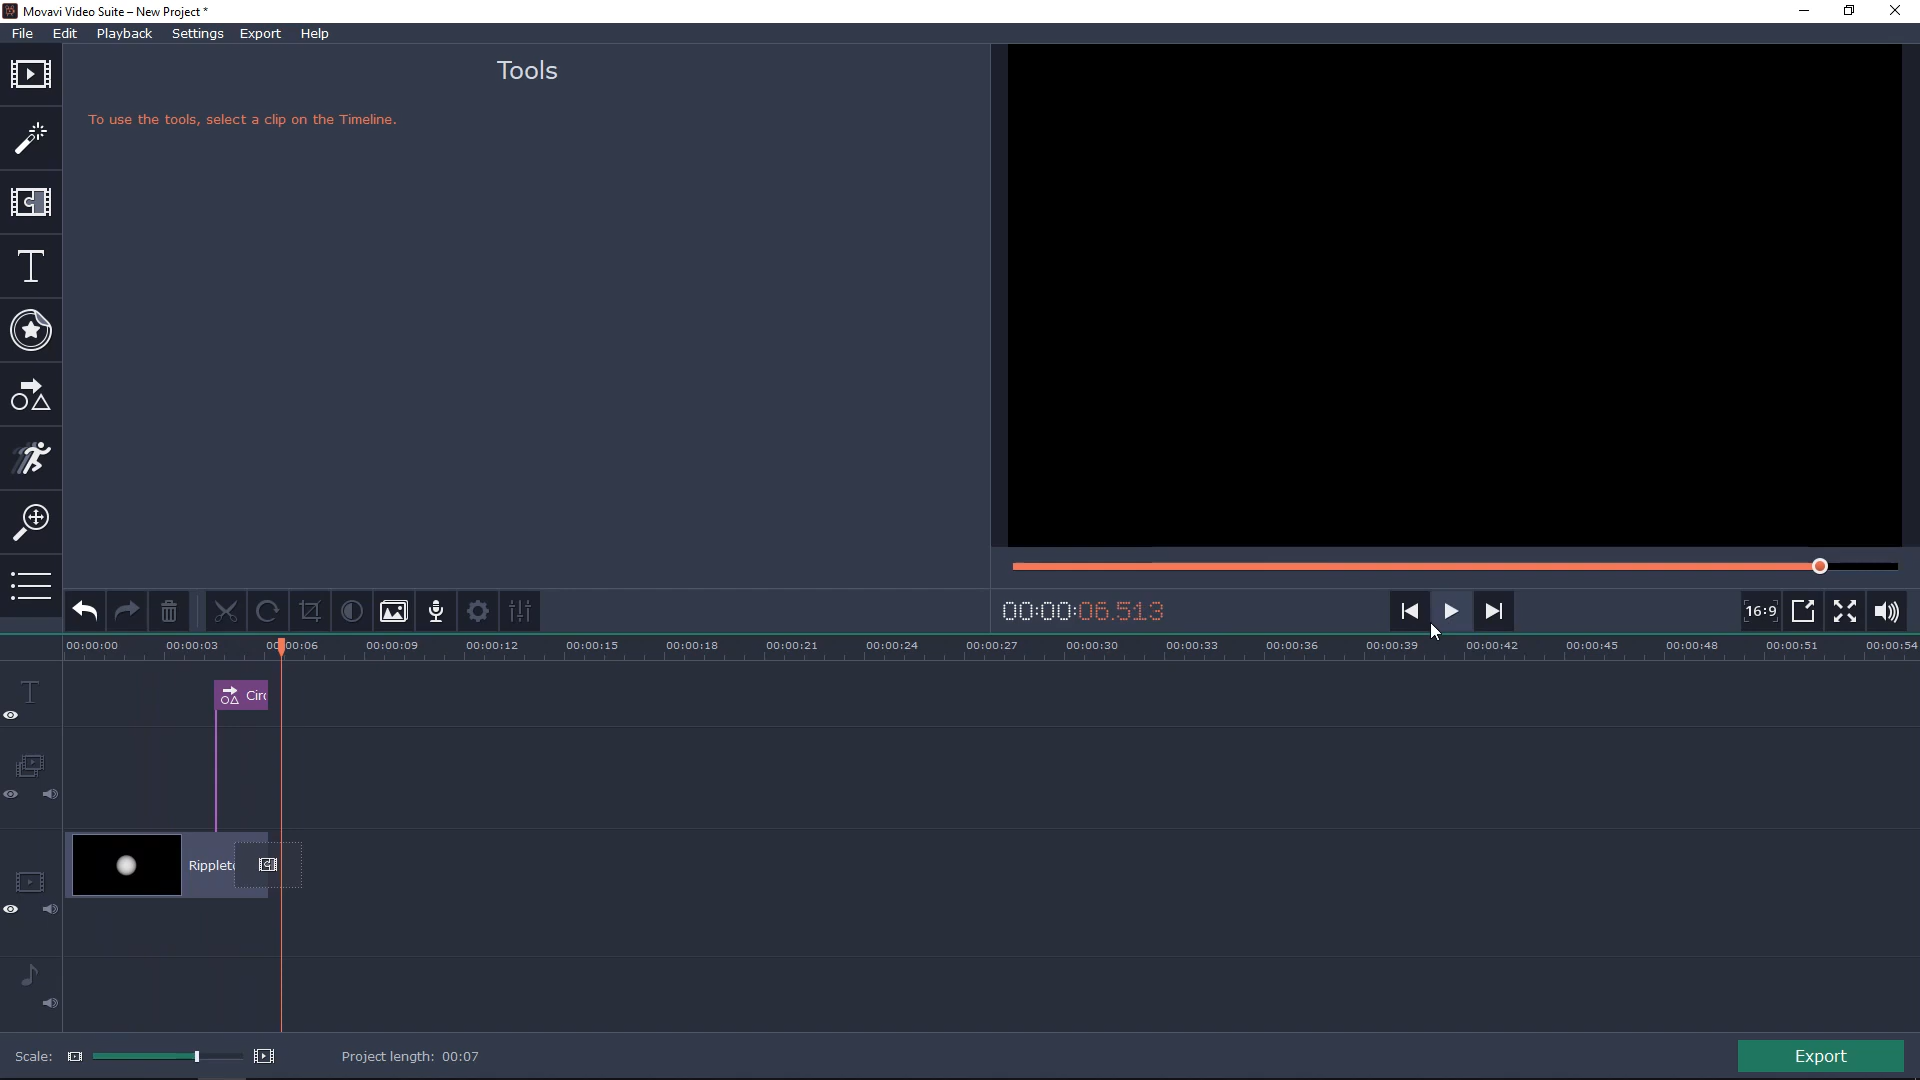 Movavi Video Suite – New Project *
File Edit Playback Settings Export Help
Tools
To use the tools, select a clip on the Timeline.
00:00:06.513
16:9
00:00:00 00:00:03 00:00:06 00:00:09 00:00:12 00:00:15 00:00:18 00:00:21 00:00:24 00:00:27 00:00:30 00:00:33 00:00:36 00:00:39 00:00:42 00:00:45 00:00:48 00:00:51 00:00:54
Circ
Ripplet
Scale: Project length: 00:07 Export